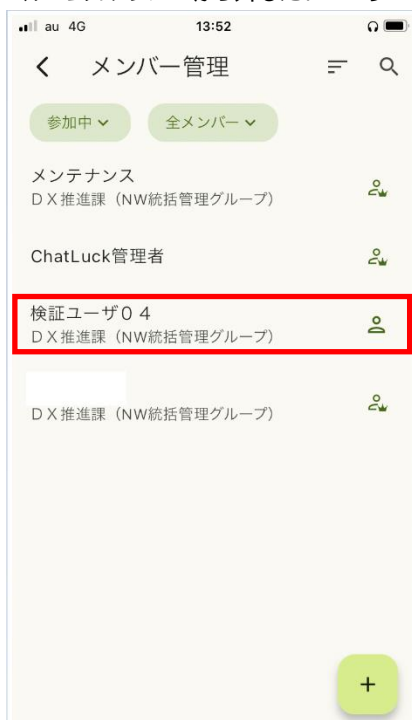 au 4G 13:52
メンバー管理
参加中 全メンバー
メンテナンス
ＤＸ推進課（NW統括管理グループ）
ChatLuck管理者
検証ユーザ０４
ＤＸ推進課（NW統括管理グループ）
ＤＸ推進課（NW統括管理グループ）
+